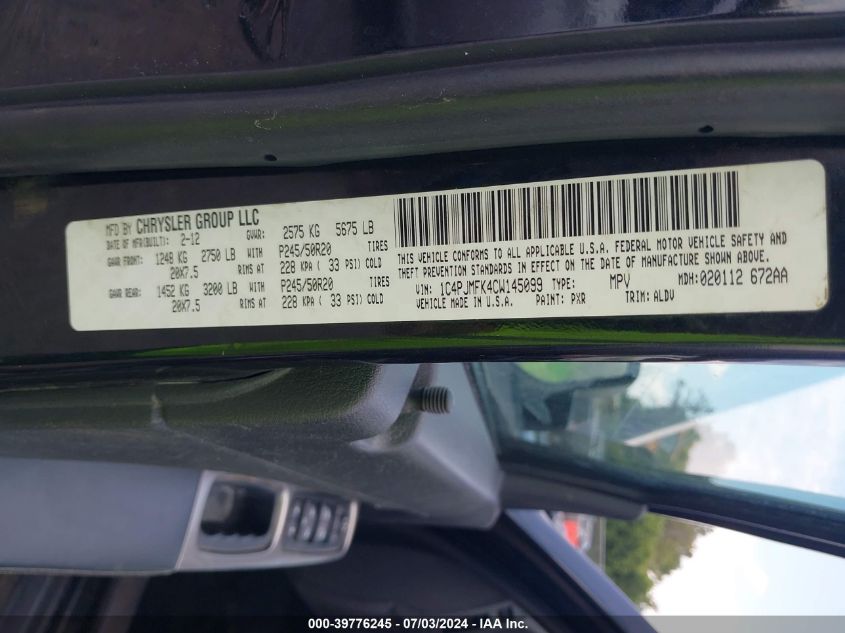 MFD BY CHRYSLER GROUP LLC
DATE OF MFR(BUILT): 2-12 GVWR: 2575 KG 5675 LB
GAWR FRONT: 1248 KG 2750 LB WITH P245/50R20 TIRES
20X7.5 RIMS AT 228 KPA ( 33 PSI) COLD
GAWR REAR: 1452 KG 3200 LB WITH P245/50R20 TIRES
20X7.5 RIMS AT 228 KPA ( 33 PSI) COLD
THIS VEHICLE CONFORMS TO ALL APPLICABLE U.S.A. FEDERAL MOTOR VEHICLE SAFETY AND
THEFT PREVENTION STANDARDS IN EFFECT ON THE DATE OF MANUFACTURE SHOWN ABOVE.
VIN: 1C4PJMFK4CW145099 TYPE: MPV MDH:020112 672AA
MADE IN U.S.A. PAINT: PXR TRIM: ALDV
000-39776245 - 07/03/2024 - IAA Inc.